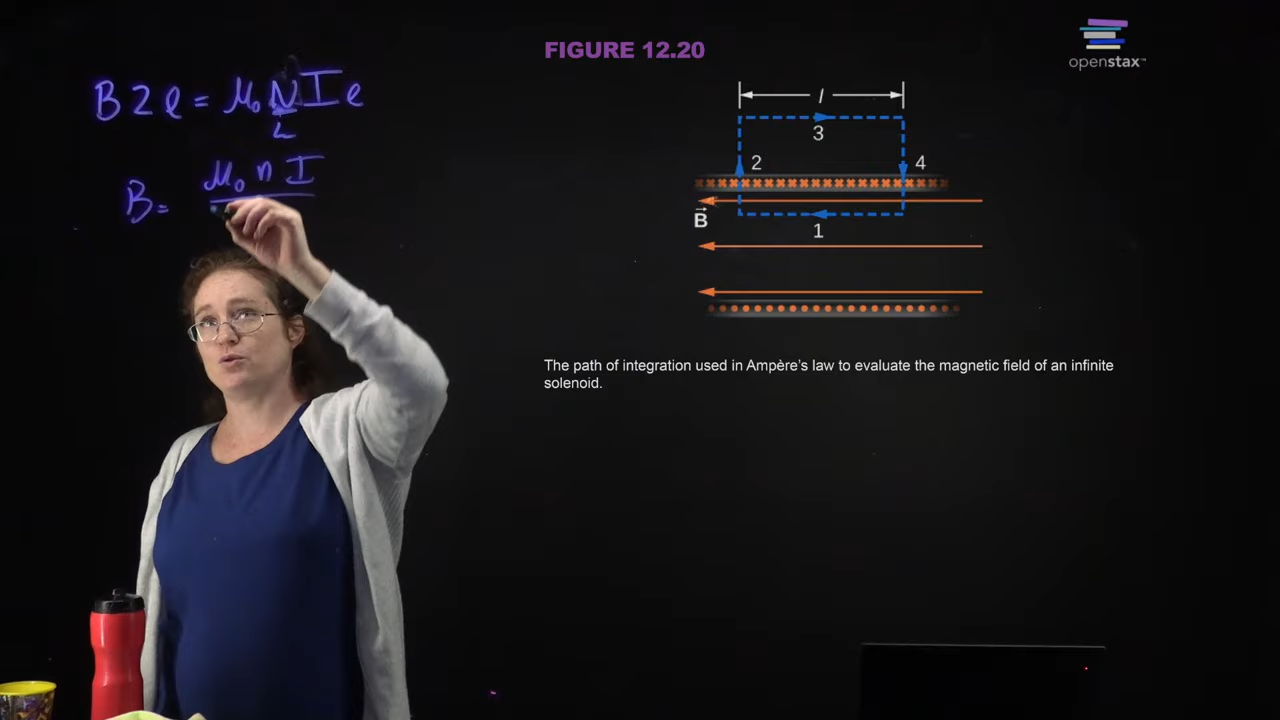 B 2 ℓ = μ₀ N I ℓ
L
B = μ₀ n I
FIGURE 12.20
openstax™
l
3
2
4
B
1
The path of integration used in Ampère's law to evaluate the magnetic field of an infinite
solenoid.